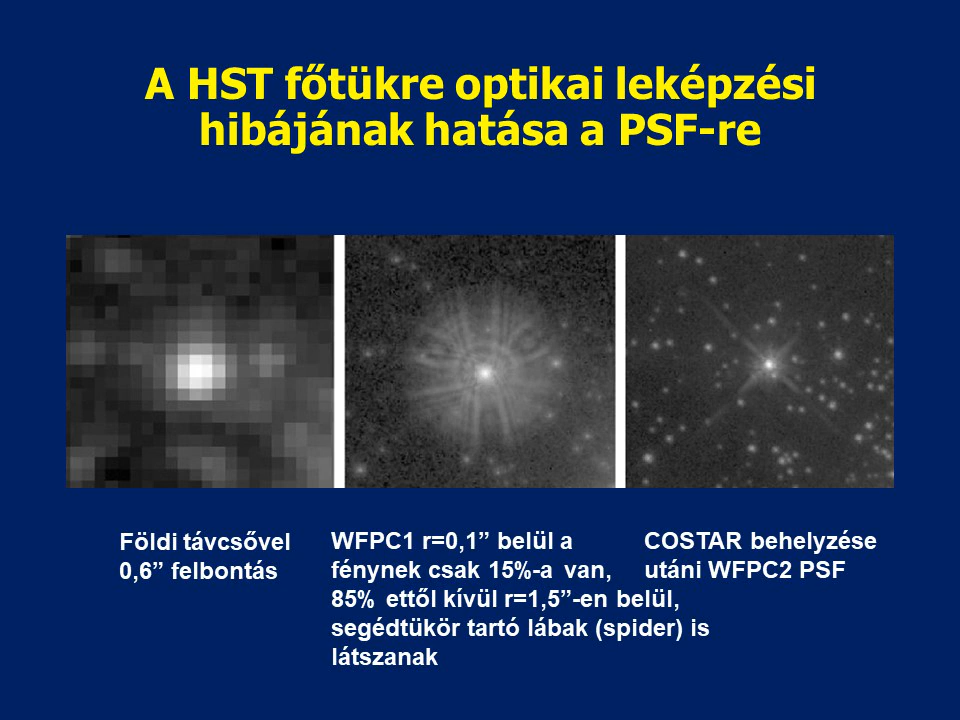 A HST főtükre optikai leképzési
hibájának hatása a PSF-re
Földi távcsővel
0,6” felbontás
WFPC1 r=0,1” belül a
fénynek csak 15%-a van,
85% ettől kívül r=1,5”-en belül,
segédtükör tartó lábak (spider) is
látszanak
COSTAR behelyzése
utáni WFPC2 PSF